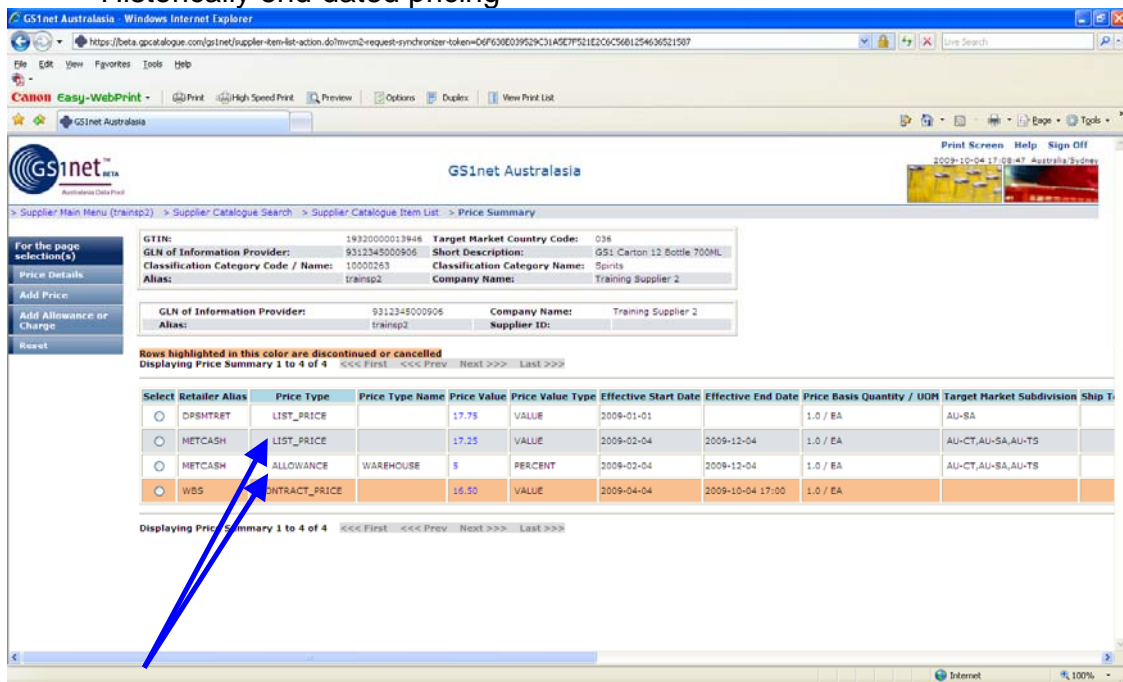 Historically end-dated pricing
GS1net Australasia - Windows Internet Explorer
https://beta.gpcatalogue.com/gs1net/supplier-item-list-action.do?mvcm2-request-synchronizer-token=D6F630E039529C31A5E7F521E2C6C56B1254636521587
Live Search
File Edit View Favorites Tools Help
Canon Easy-WebPrint Print High Speed Print Preview Options Duplex View Print List
GS1net Australasia
Page Tools
Print Screen Help Sign Off
2009-10-04 17:08:47 Australia/Sydney
GS1net™ BETA
Australasia Data Pool
GS1net Australasia
> Supplier Main Menu (trainsp2) > Supplier Catalogue Search > Supplier Catalogue Item List > Price Summary
For the page selection(s)
Price Details
Add Price
Add Allowance or Charge
Reset
GTIN: 19320000013946 Target Market Country Code: 036
GLN of Information Provider: 9312345000906 Short Description: GS1 Carton 12 Bottle 700ML
Classification Category Code / Name: 10000263 Classification Category Name: Spirits
Alias: trainsp2 Company Name: Training Supplier 2
GLN of Information Provider: 9312345000906 Company Name: Training Supplier 2
Alias: trainsp2 Supplier ID:
Rows highlighted in this color are discontinued or cancelled
Displaying Price Summary 1 to 4 of 4 <<< First <<< Prev Next >>> Last >>>
Select Retailer Alias Price Type Price Type Name Price Value Price Value Type Effective Start Date Effective End Date Price Basis Quantity / UOM Target Market Subdivision Ship T
DPSMTRET LIST_PRICE 17.75 VALUE 2009-01-01 1.0 / EA AU-SA
METCASH LIST_PRICE 17.25 VALUE 2009-02-04 2009-12-04 1.0 / EA AU-CT,AU-SA,AU-TS
METCASH ALLOWANCE WAREHOUSE 5 PERCENT 2009-02-04 2009-12-04 1.0 / EA AU-CT,AU-SA,AU-TS
WBS ONTRACT_PRICE 16.50 VALUE 2009-04-04 2009-10-04 17:00 1.0 / EA
Displaying Price Summary 1 to 4 of 4 <<< First <<< Prev Next >>> Last >>>
Internet 100%